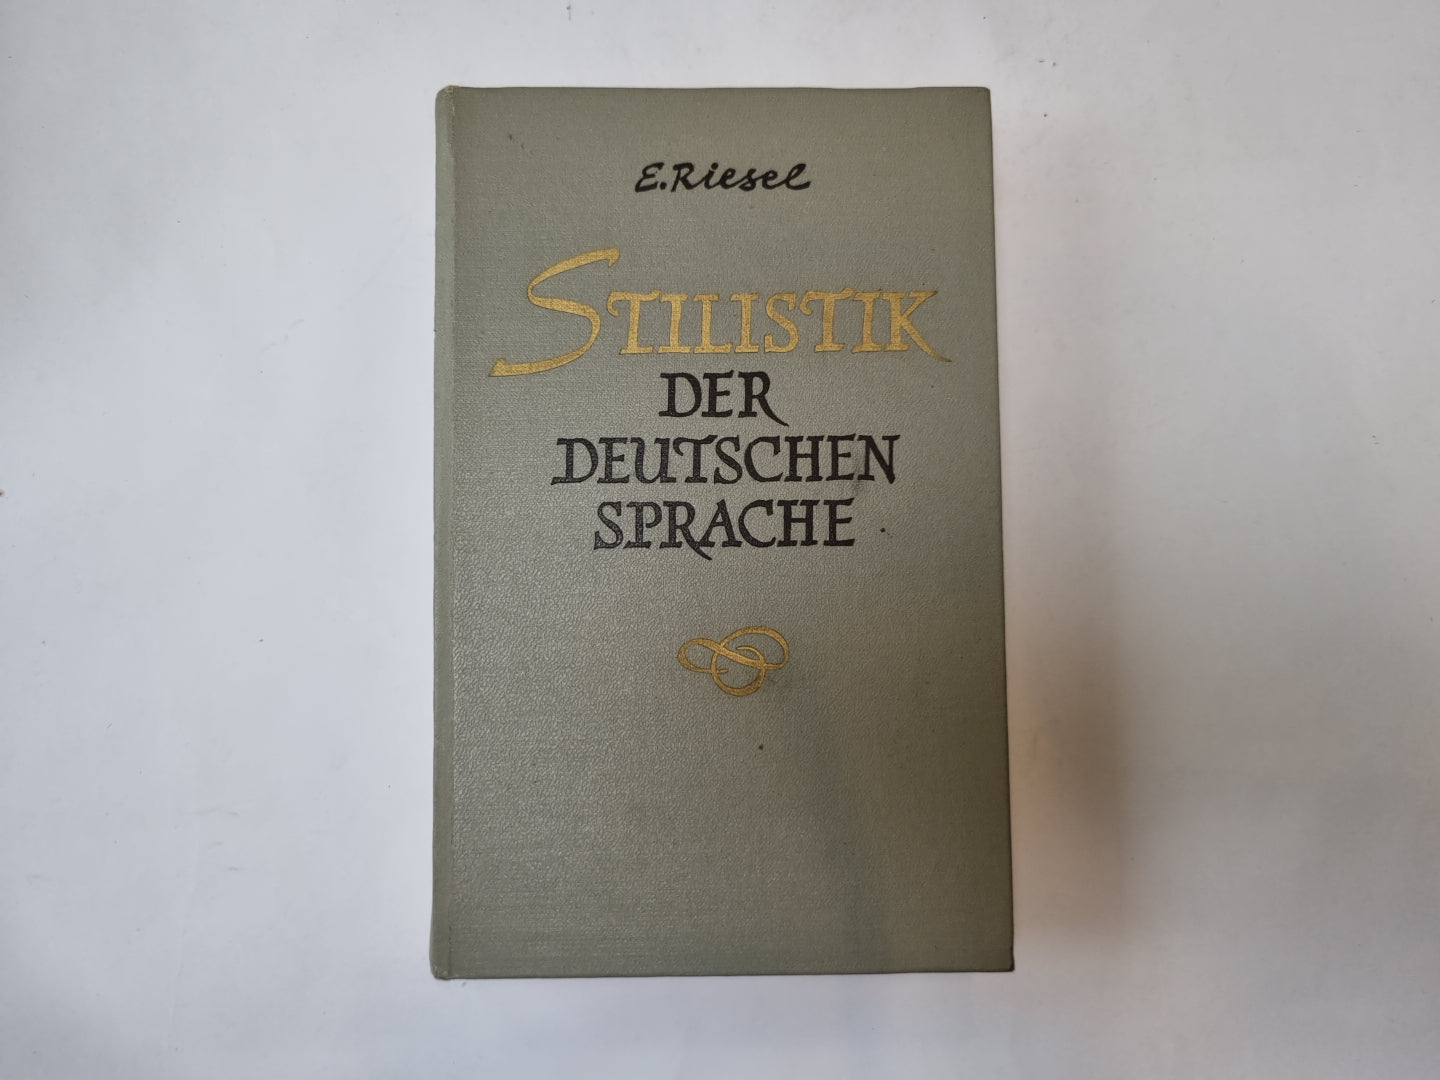 E. Riesel
STILISTIK
DER
DEUTSCHEN
SPRACHE